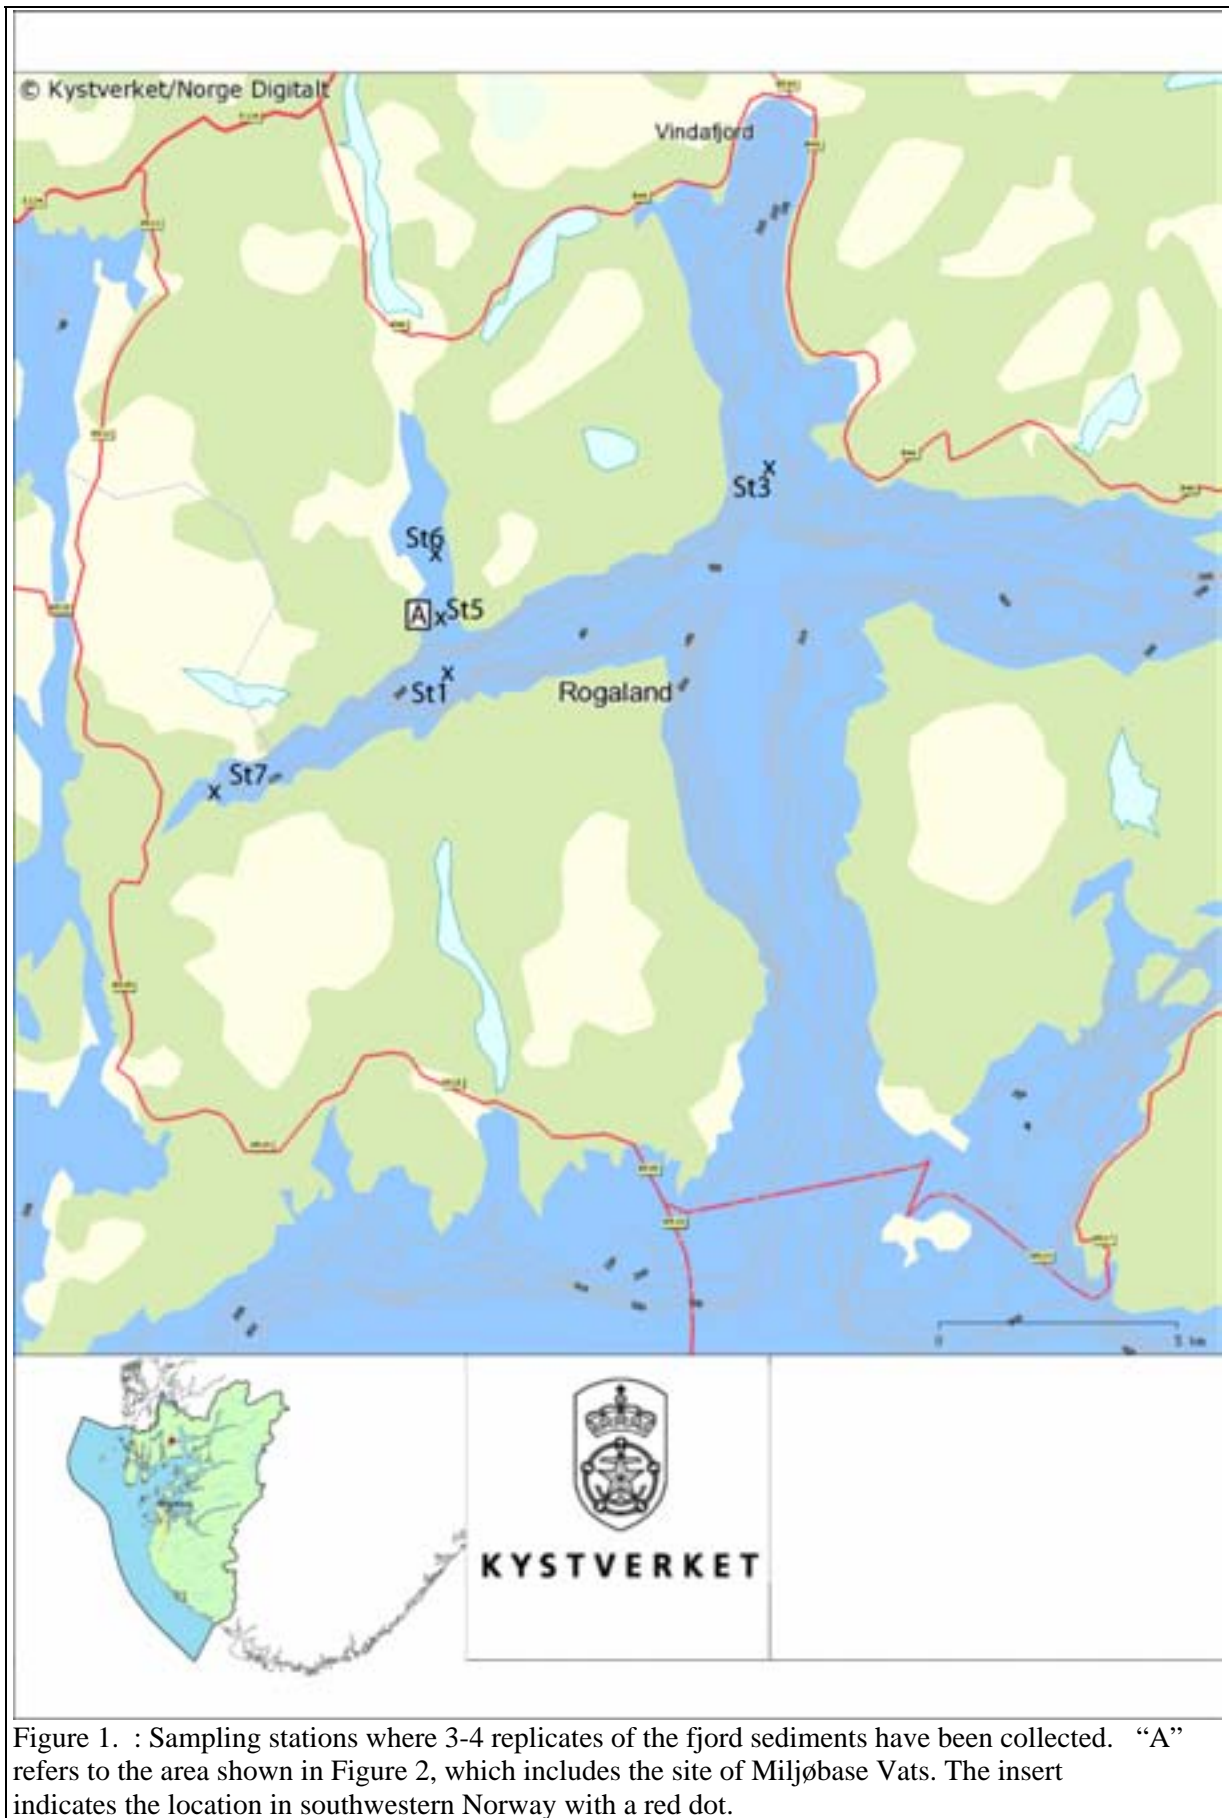 © Kystverket/Norge Digitalt
Vindafjord
St3
St6
A
St5
St1
Rogaland
St7
5 km
KYSTVERKET
Figure 1. : Sampling stations where 3-4 replicates of the fjord sediments have been collected. “A”
refers to the area shown in Figure 2, which includes the site of Miljøbase Vats. The insert
indicates the location in southwestern Norway with a red dot.